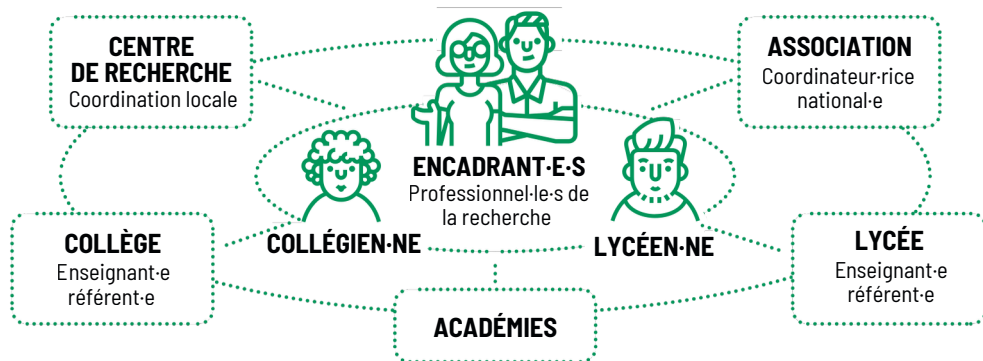 CENTRE
DE RECHERCHE
Coordination locale
ASSOCIATION
Coordinateur·rice
national·e
ENCADRANT·E·S
Professionnel·le·s de
la recherche
COLLÉGIEN·NE
LYCÉEN·NE
COLLÈGE
Enseignant·e
référent·e
LYCÉE
Enseignant·e
référent·e
ACADÉMIES